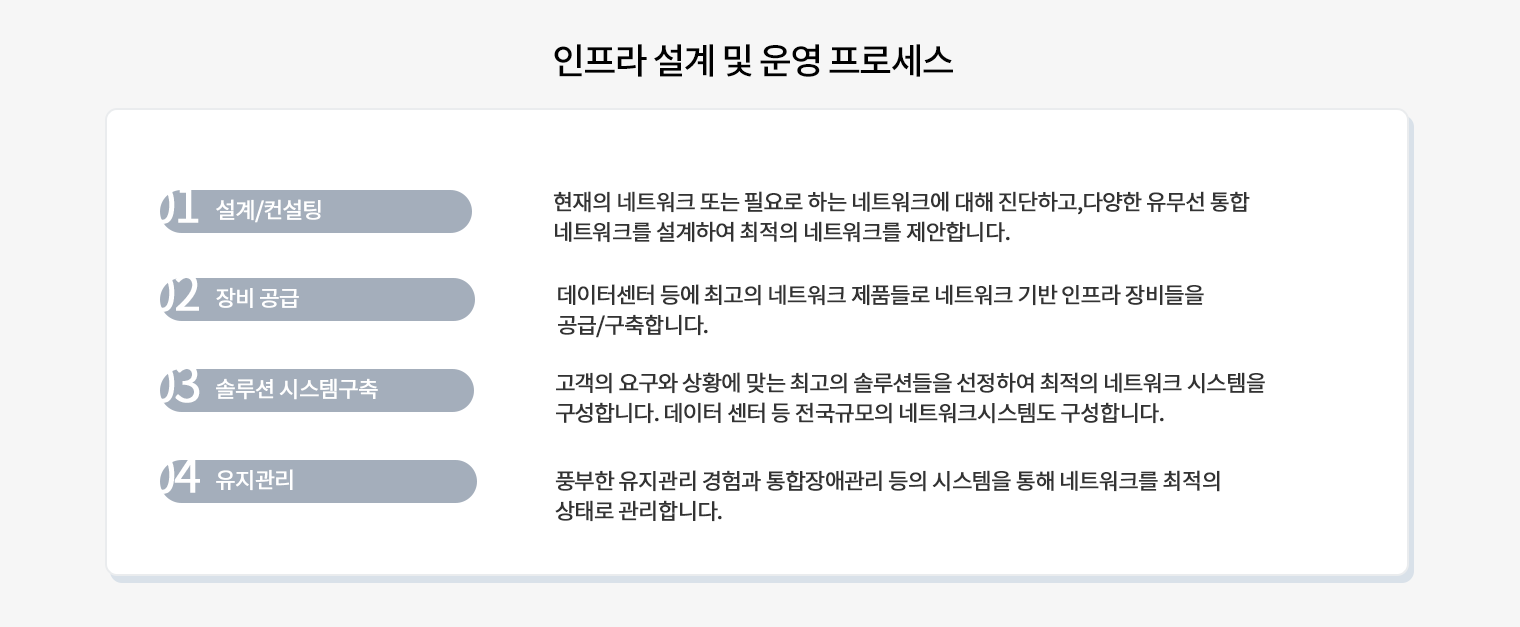 인프라 설계 및 운영 프로세스
01 설계/컨설팅
현재의 네트워크 또는 필요로 하는 네트워크에 대해 진단하고,다양한 유무선 통합
네트워크를 설계하여 최적의 네트워크를 제안합니다.
02 장비 공급
데이터센터 등에 최고의 네트워크 제품들로 네트워크 기반 인프라 장비들을
공급/구축합니다.
03 솔루션 시스템구축
고객의 요구와 상황에 맞는 최고의 솔루션들을 선정하여 최적의 네트워크 시스템을
구성합니다. 데이터 센터 등 전국규모의 네트워크시스템도 구성합니다.
04 유지관리
풍부한 유지관리 경험과 통합장애관리 등의 시스템을 통해 네트워크를 최적의
상태로 관리합니다.